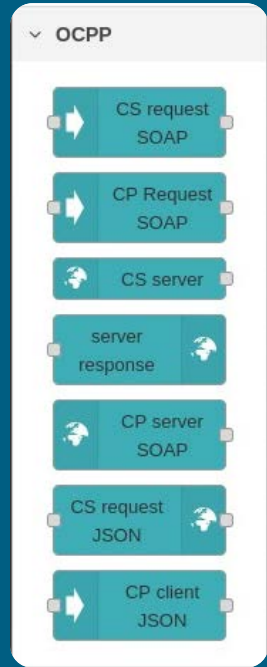 OCPP
CS request
SOAP
CP Request
SOAP
CS server
server
response
CP server
SOAP
CS request
JSON
CP client
JSON